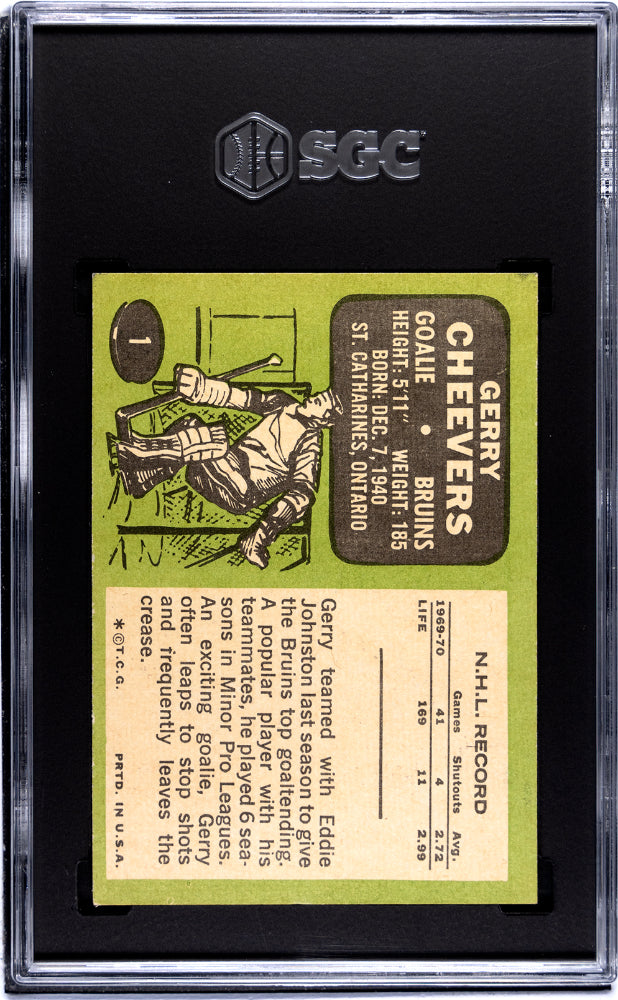 SGC
1
GERRY
CHEEVERS
GOALIE • BRUINS
HEIGHT: 5'11" WEIGHT: 185
BORN: DEC. 7, 1940
ST. CATHARINES, ONTARIO
N.H.L. RECORD
Games Shutouts Avg.
1969-70 41 4 2.72
LIFE 169 11 2.99
Gerry teamed with Eddie
Johnston last season to give
the Bruins top goaltending.
A popular player with his
teammates, he played 6 sea-
sons in Minor Pro Leagues.
An exciting goalie, Gerry
often leaps to stop shots
and frequently leaves the
crease.
* © T.C.G. PRTD. IN U.S.A.